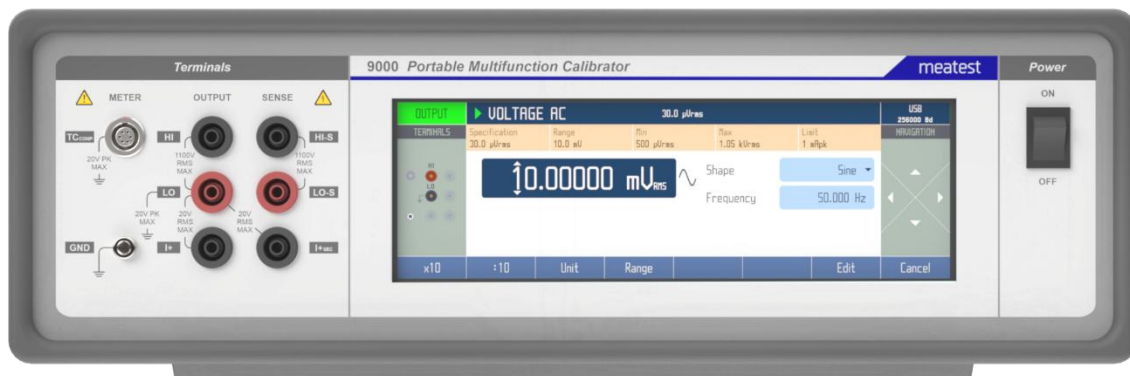 Terminals
METER OUTPUT SENSE
TCCOMP HI HI-S
20V PK MAX
1100V RMS MAX
1100V RMS MAX
LO LO-S
20V PK MAX
20V RMS MAX
20V RMS MAX
GND I+
9000 Portable Multifunction Calibrator
meatest
OUTPUT VOLTAGE AC 30.0 µVrms USB
256000 Bd
TERMINALS Specification Range Min Max Limit NAVIGATION
30.0 µVrms 10.0 mV 500 µVrms 1.05 kVrms 1 mApk
HI
LO
10.00000 mVRMS
Shape Sine
Frequency 50.000 Hz
x10 :10 Unit Range Edit Cancel
Power
ON
OFF